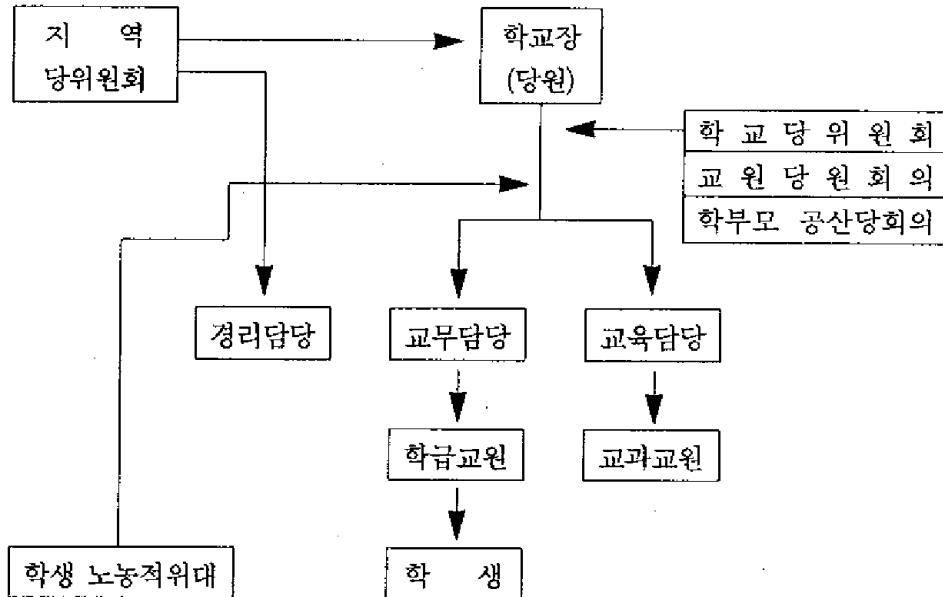 지 역
당위원회
학교장
(당원)
학 교 당 위 원 회
교 원 당 원 회 의
학부모 공산당회의
경리담당
교무담당
교육담당
학급교원
교과교원
학생 노농적위대
학 생